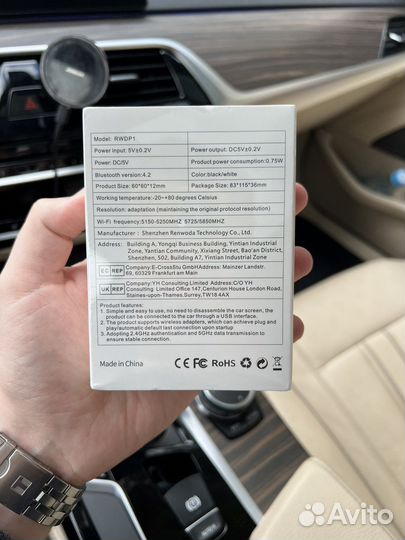 Model: RWDP1
Power input: 5V±0.2V Power output: DC5V±0.2V
Power: DC/5V Product power consumption:0.75W
Bluetooth version:4.2 Color:black/white
Product Size:60*60*12mm Package Size: 83*115*36mm
Working temperature:-20~+80 degrees Celsius
Resolution: adaptation (maintaining the original protocol resolution)
Wi-Fi frequency:5150-5250MHZ 5725/5850MHZ
Manufacturer : Shenzhen Renwoda Technology Co.,Ltd
Address: Building A, Yongqi Business Building, Yintian Industrial
Zone, Yantian Community, Xixiang Street, Bao'an District,
Shenzhen, 502, Building A7, Yintian Industrial Zone
EC REP Company:E-CrossStu GmbHAddress: Mainzer Landstr.
69, 60329 Frankfurt am Main
UK REP Company:YH Consulting Limited Address:C/O YH
Consulting Limited Office 147,Centurion House London Road,
Staines-upon-Thames,Surrey,TW18 4AX
Product features:
1. Simple and easy to use, no need to disassemble the car screen, the
product can be used through a USB interface.
2. The product supports wireless adapters, which can achieve plug and
play/automatic default last connection upon startup
3. Adopting 2.4GHz authentication and 5GHz data transmission to
ensure stable and smooth connection.
Made in China CE FC RoHS
Avito